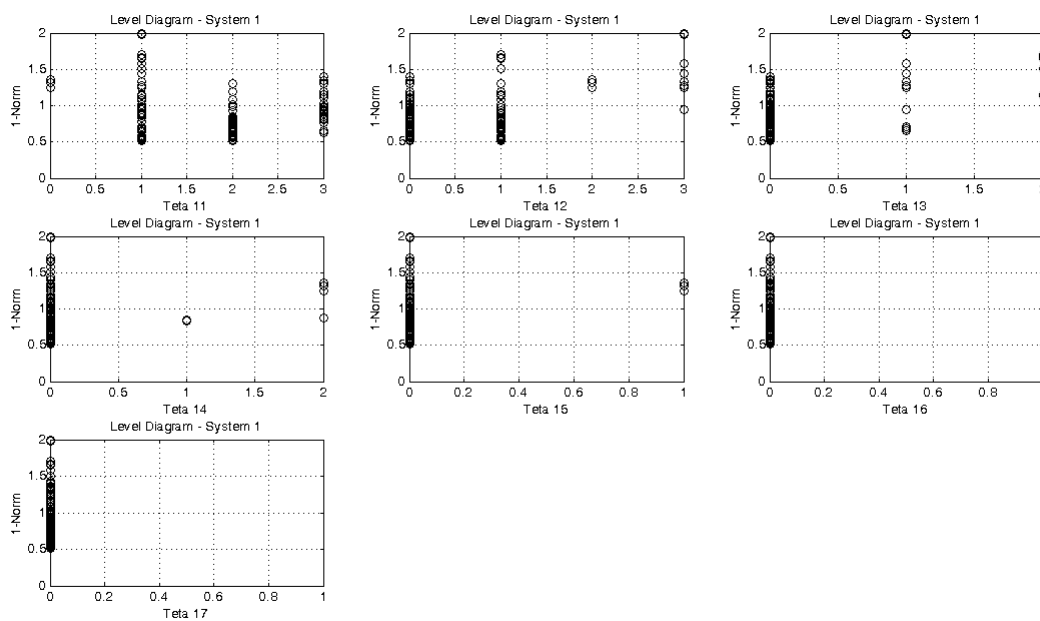 Level Diagram - System 1
2
1.5
1
0.5
0
1-Norm
0 0.5 1 1.5 2 2.5 3
Teta 11
Level Diagram - System 1
2
1.5
1
0.5
0
1-Norm
0 0.5 1 1.5 2 2.5 3
Teta 12
Level Diagram - System 1
2
1.5
1
0.5
0
1-Norm
0 0.5 1 1.5
Teta 13
Level Diagram - System 1
2
1.5
1
0.5
0
1-Norm
0 0.5 1 1.5 2
Teta 14
Level Diagram - System 1
2
1.5
1
0.5
0
1-Norm
0 0.2 0.4 0.6 0.8 1
Teta 15
Level Diagram - System 1
2
1.5
1
0.5
0
1-Norm
0 0.2 0.4 0.6 0.8
Teta 16
Level Diagram - System 1
2
1.5
1
0.5
0
1-Norm
0 0.2 0.4 0.6 0.8 1
Teta 17